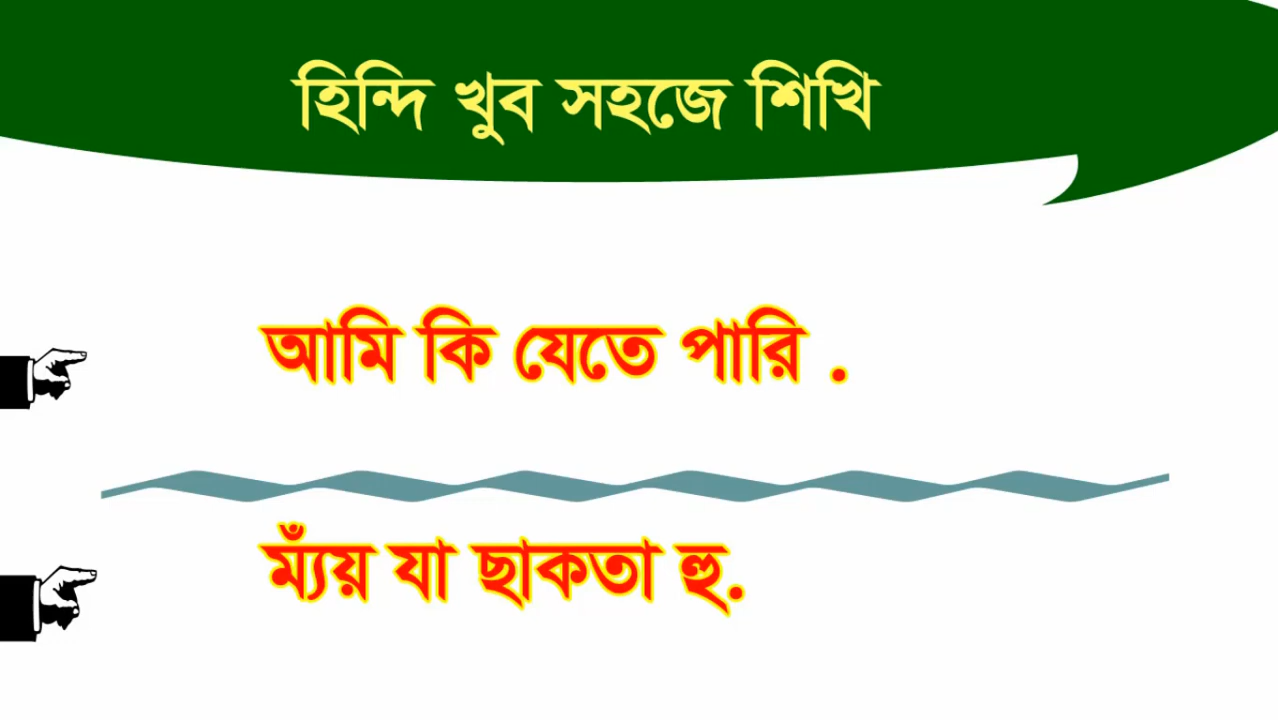 হিন্দি খুব সহজে শিখি
আমি কি যেতে পারি .
ম্যঁয় যা ছাকতা হু.